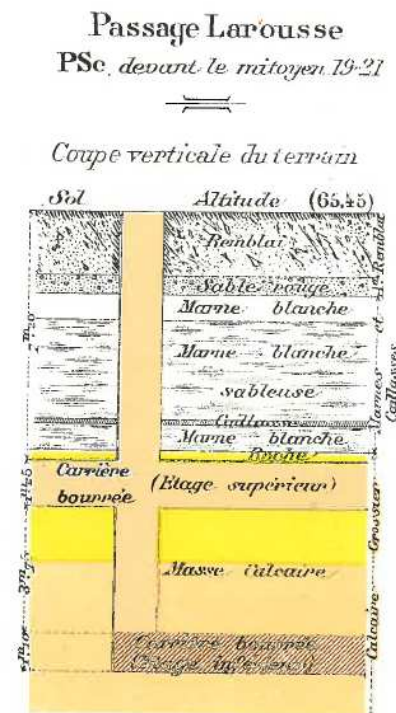 Passage Larousse
PSc, devant le mitoyen 19-21
Coupe verticale du terrain
Sol Altitude (65,45)
Remblai
Sable rouge
Marne blanche
Marne blanche
sableuse
Caillasse
Marne blanche
Roche
Carrière
bourrée
(Etage supérieur)
Masse Calcaire
Carrière bourrée
Remblai
Marnes et
Caillasses
Calcaire Grossier